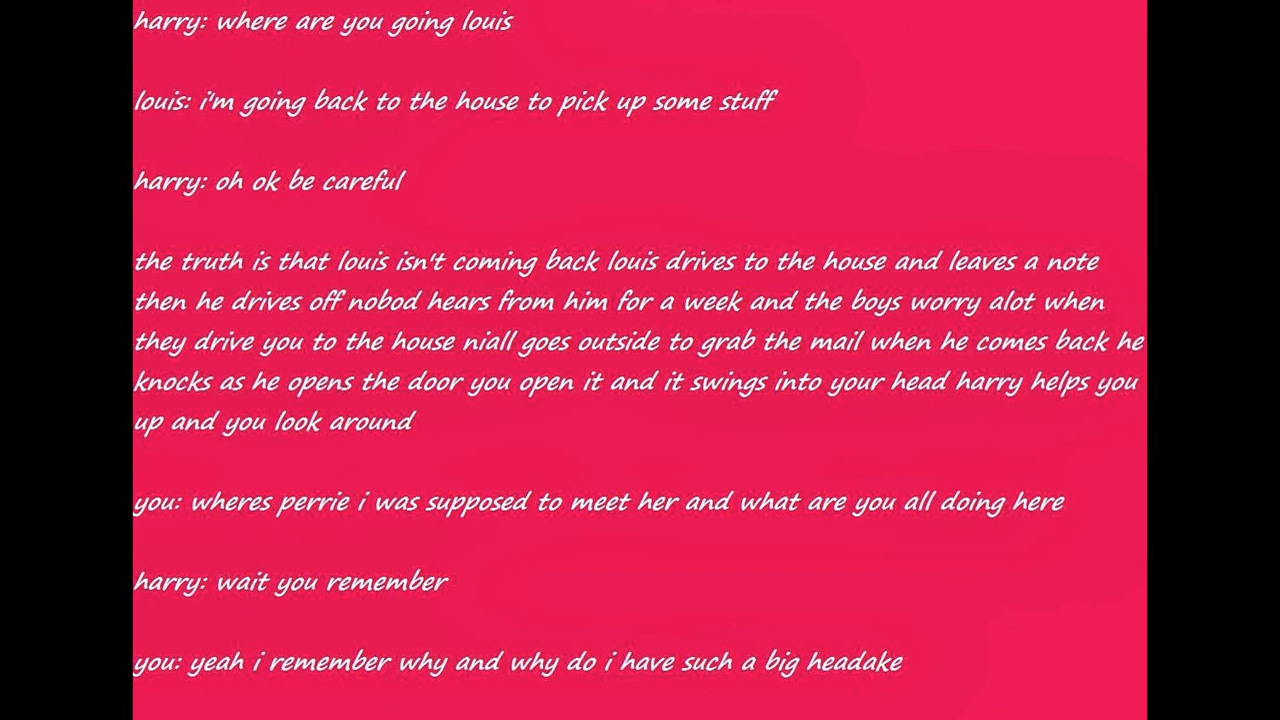 harry: where are you going louis
louis: i'm going back to the house to pick up some stuff
harry: oh ok be careful
the truth is that louis isn't coming back louis drives to the house and leaves a note
then he drives off nobod hears from him for a week and the boys worry alot when
they drive you to the house niall goes outside to grab the mail when he comes back he
knocks as he opens the door you open it and it swings into your head harry helps you
up and you look around
you: wheres perrie i was supposed to meet her and what are you all doing here
harry: wait you remember
you: yeah i remember why and why do i have such a big headake